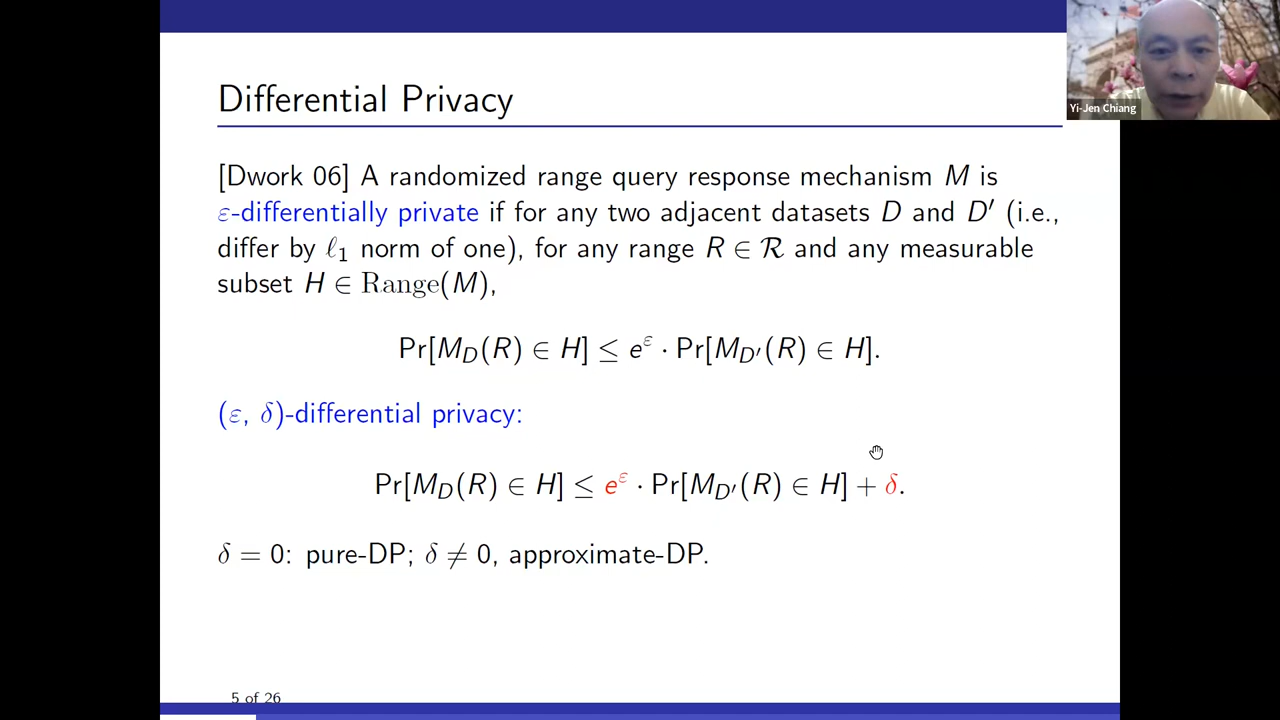 Differential Privacy
Yi-Jen Chiang
[Dwork 06] A randomized range query response mechanism M is
ε-differentially private if for any two adjacent datasets D and D′ (i.e.,
differ by ℓ₁ norm of one), for any range R ∈ ℛ and any measurable
subset H ∈ Range(M),
Pr[M_D(R) ∈ H] ≤ e^ε · Pr[M_D′(R) ∈ H].
(ε, δ)-differential privacy:
Pr[M_D(R) ∈ H] ≤ e^ε · Pr[M_D′(R) ∈ H] + δ.
δ = 0: pure-DP; δ ≠ 0, approximate-DP.
5 of 26